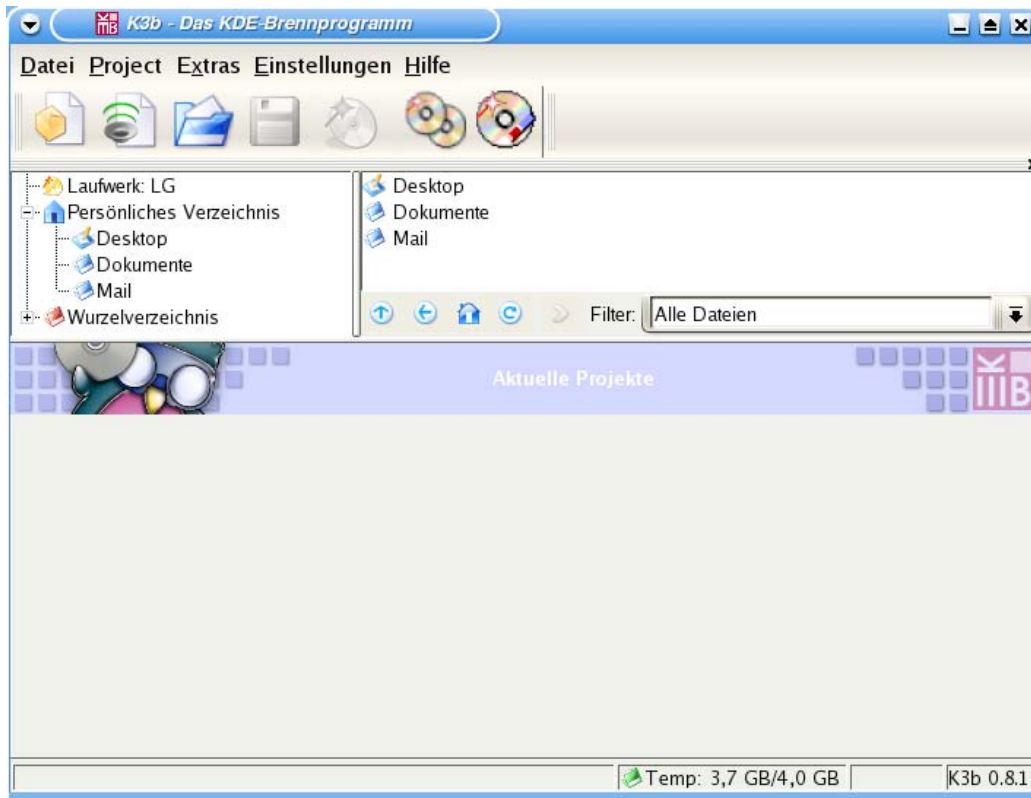 K3b - Das KDE-Brennprogramm
Datei Project Extras Einstellungen Hilfe
Laufwerk: LG
Persönliches Verzeichnis
Desktop
Dokumente
Mail
Wurzelverzeichnis
Desktop
Dokumente
Mail
Filter: Alle Dateien
Aktuelle Projekte
K
B
Temp: 3,7 GB/4,0 GB
K3b 0.8.1